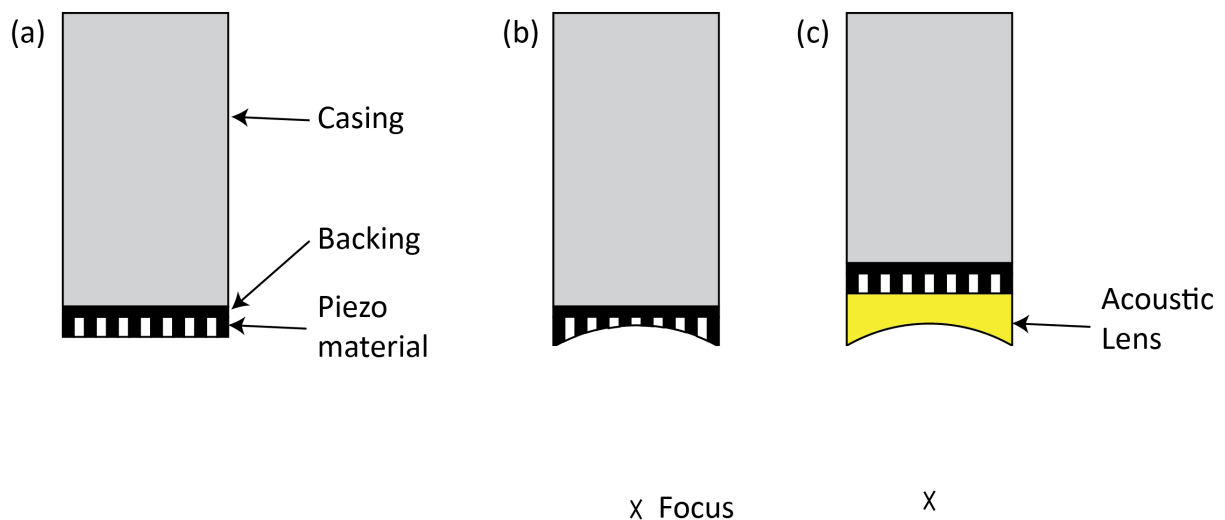 (a)
(b)
(c)
Casing
Backing
Piezo
material
Acoustic
Lens
x Focus
x